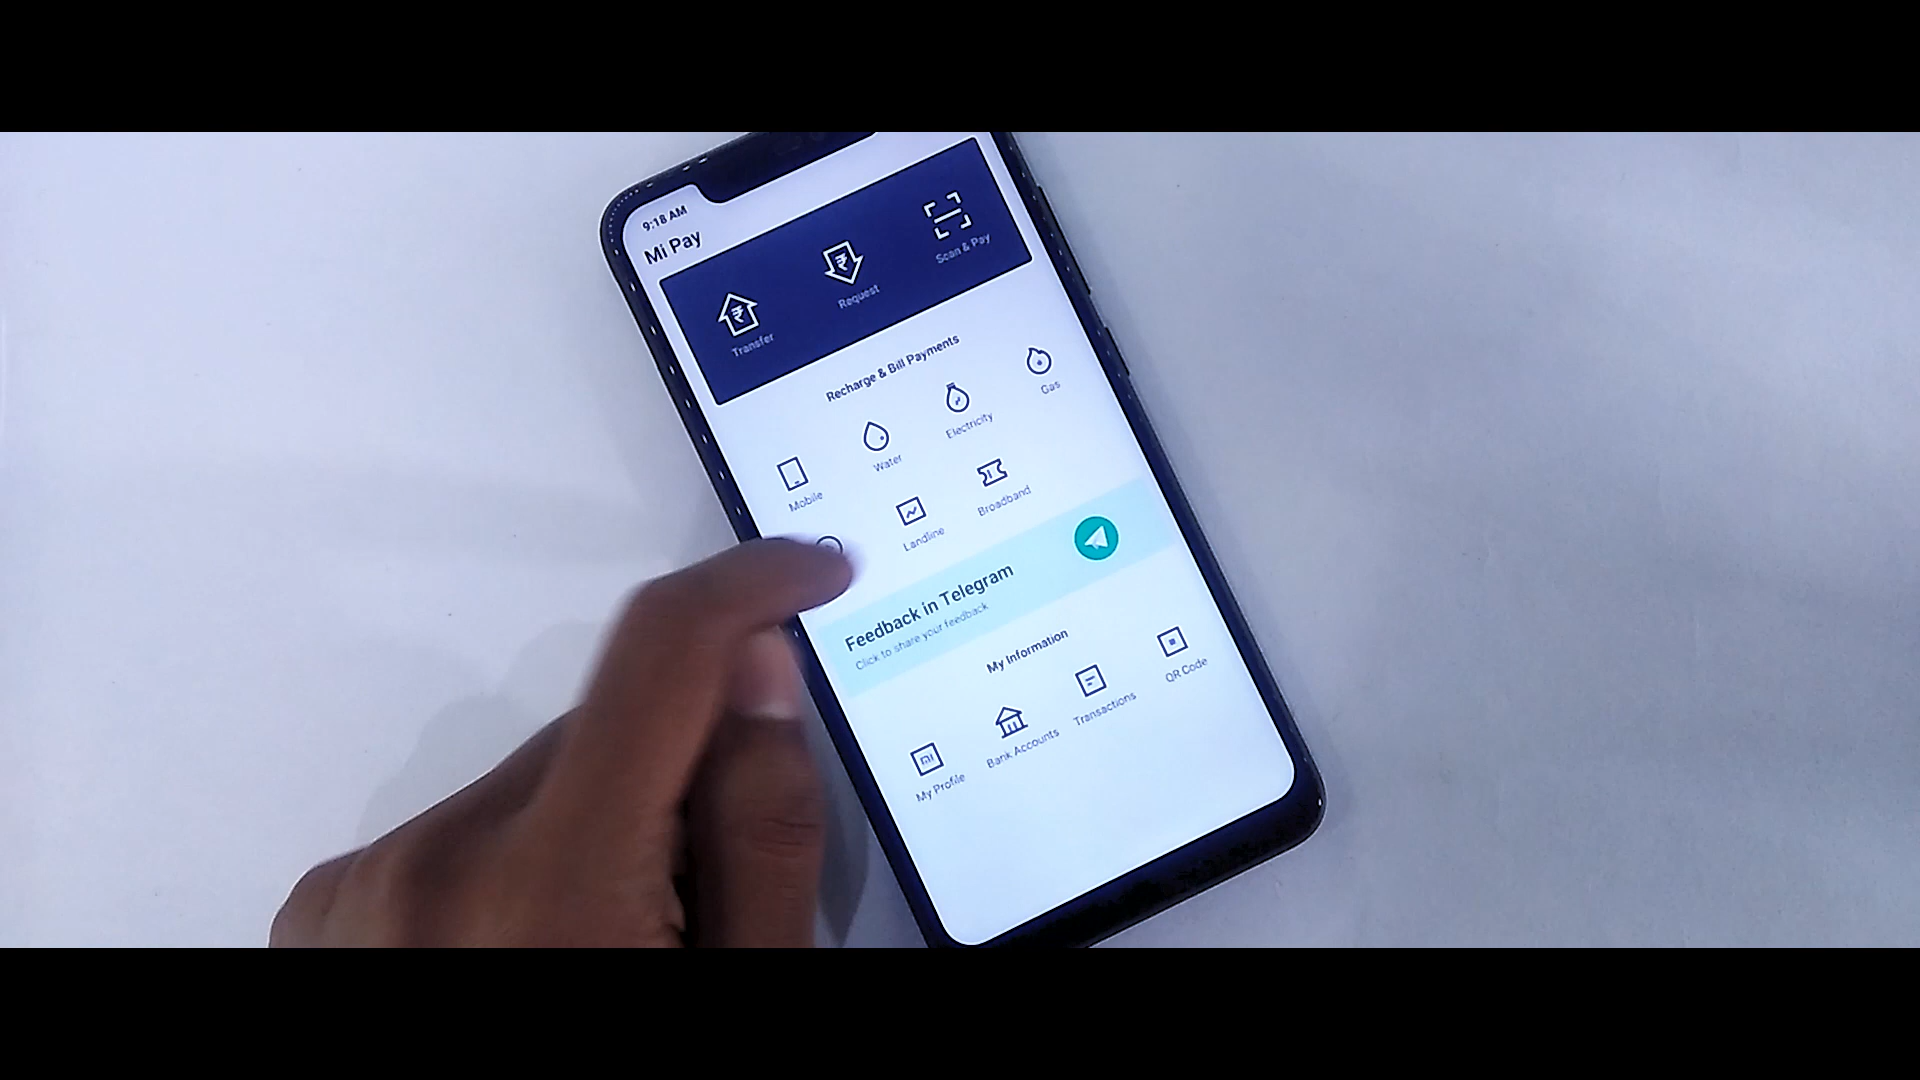 9:18 AM
Mi Pay
Transfer
Request
Scan & Pay
Recharge & Bill Payments
Mobile
Water
Electricity
Gas
Landline
Broadband
Feedback in Telegram
Click to share your feedback
My Information
My Profile
Bank Accounts
Transactions
QR Code